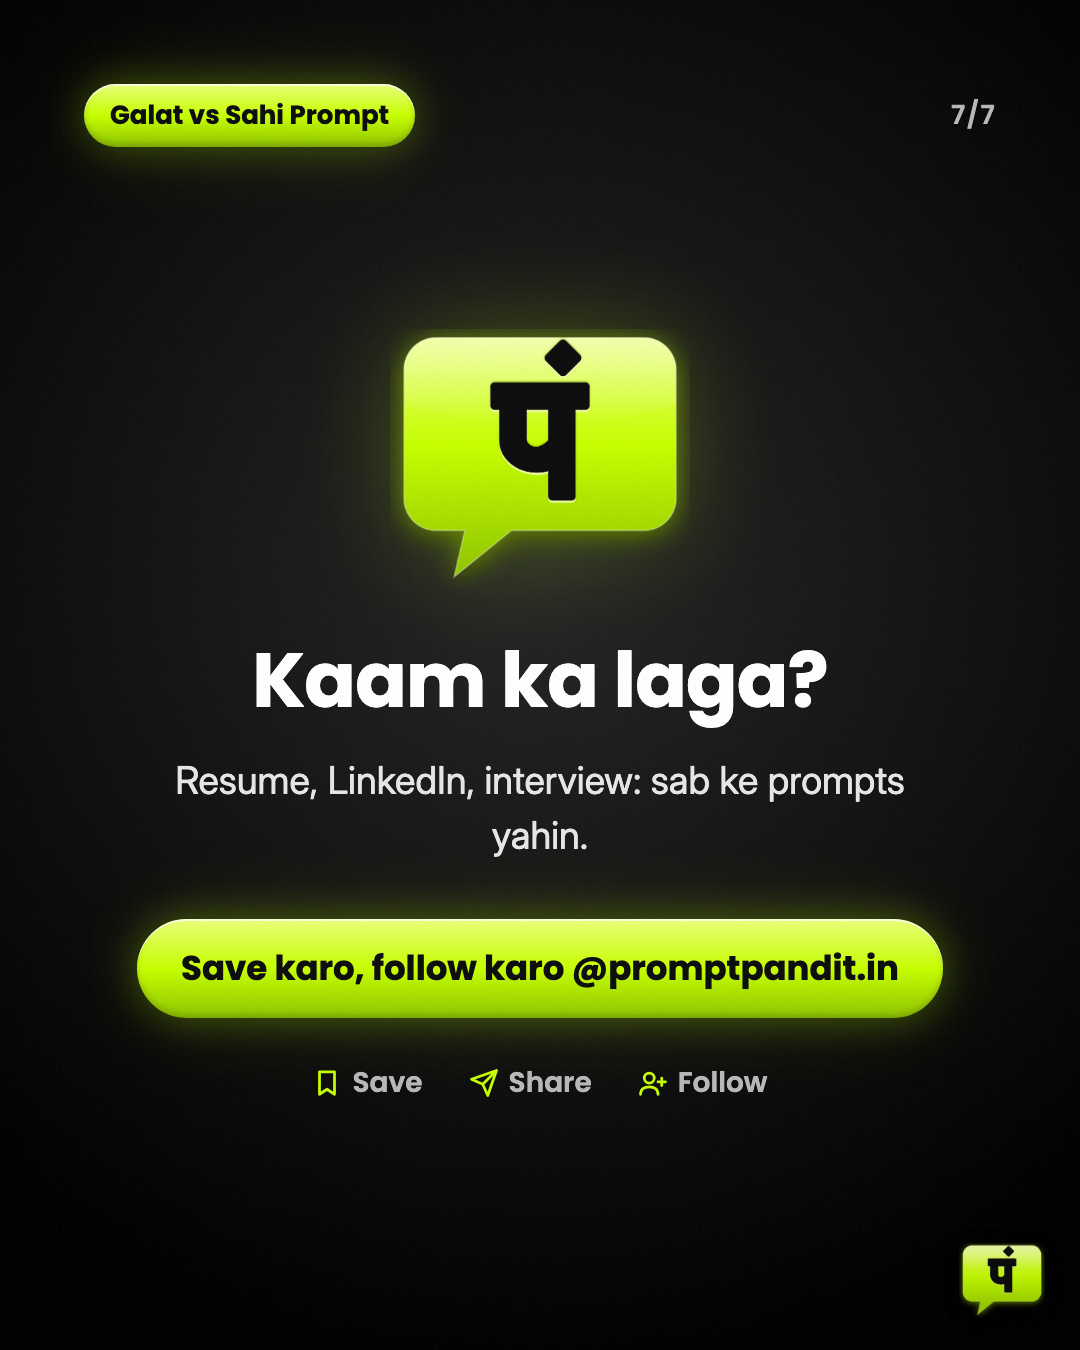 Galat vs Sahi Prompt
7/7
पं
Kaam ka laga?
Resume, LinkedIn, interview: sab ke prompts
yahin.
Save karo, follow karo @promptpandit.in
Save
Share
Follow
पं